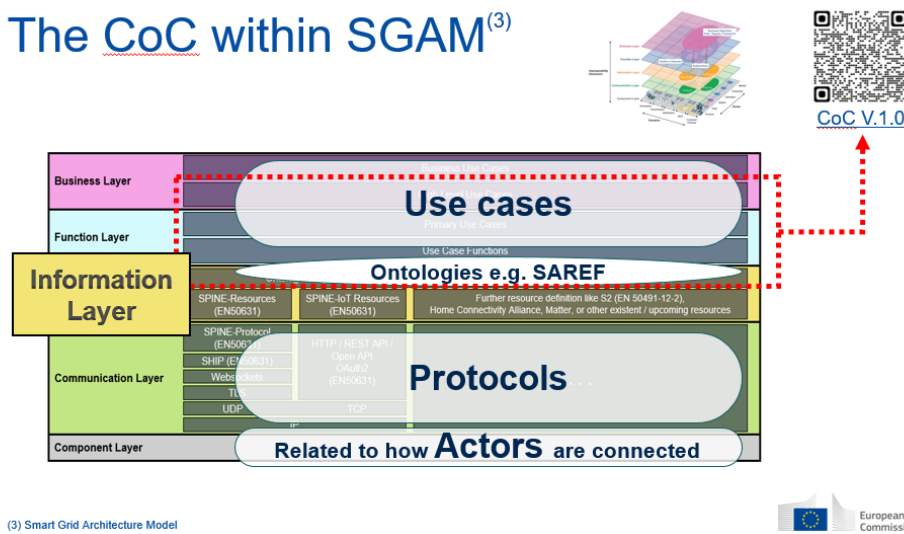 The CoC within SGAM(3)
CoC V.1.0
Business Layer
Business Use Cases
Use cases
Function Layer
Primary Use Cases
Use Case Functions
Ontologies e.g. SAREF
Information
Layer
SPINE-Resources
(EN50631)
SPINE-IoT Resources
(EN50631)
Further resource definition like S2 (EN 50491-12-2),
Home Connectivity Alliance, Matter, or other existent / upcoming resources
Communication Layer
SPINE-Protocol
(EN50631)
SHIP (EN50631)
Websockets
TLS
UDP
HTTP / REST API /
Open API
OAuth2
(EN50631)
TCP
IP
Protocols
. . .
Component Layer
Related to how Actors are connected
(3) Smart Grid Architecture Model
European